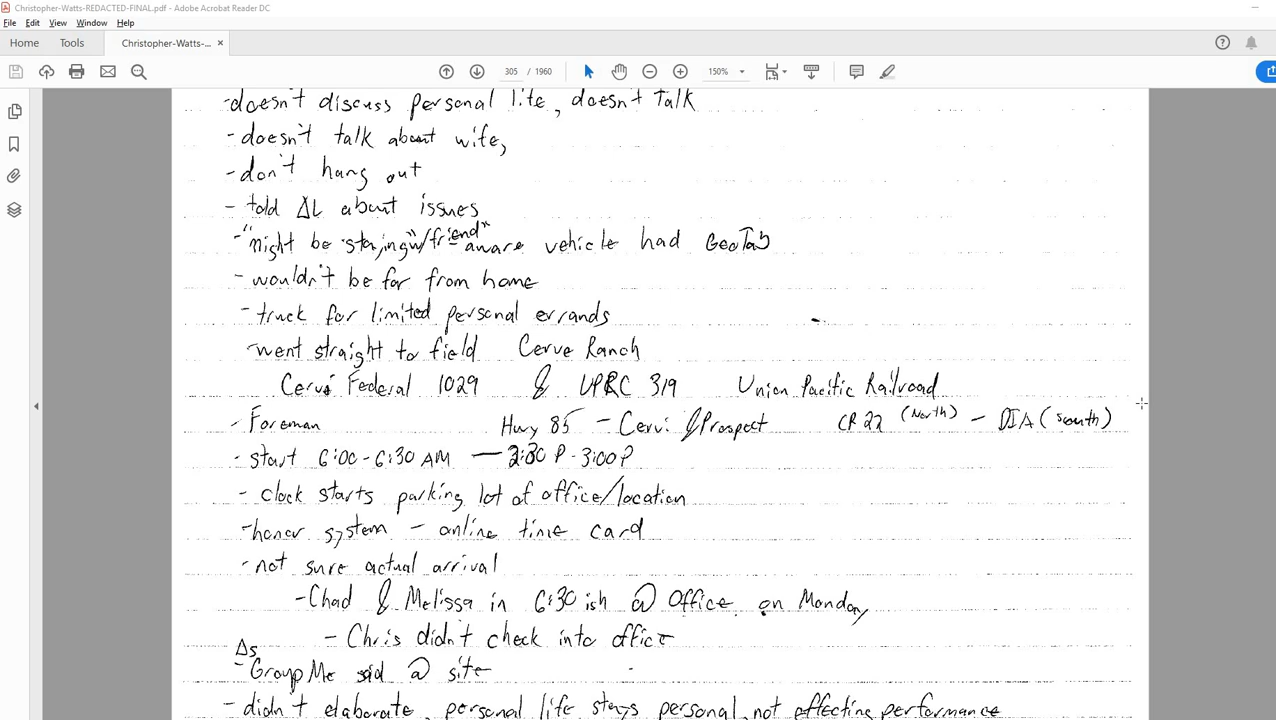 Christopher-Watts-REDACTED-FINAL.pdf - Adobe Acrobat Reader DC
File Edit View Window Help
Home Tools Christopher-Watts-... ×
305 / 1960 150%
-doesn't discuss personal life, doesn't talk
-doesn't talk about wife,
-don't hang out
- told ΔL about issues
-"might be staying" w/friend" aware vehicle had GeoTab
- wouldn't be far from home
- truck for limited personal errands
-went straight to field Cerve Ranch
Cervi Federal 1029 & UPRC 319 Union Pacific Railroad
- Foreman Hwy 85 - Cervi & Prospect CR 22 (North) - DIA (South)
- start 6:00-6:30 AM — 2:30 P-3:00P
- clock starts parking lot of office/location
-honor system - online time card
-not sure actual arrival
-Chad & Melissa in 6:30 ish @ Office on Monday
- Chris didn't check into office
Δs
-GroupMe said @ site
- didn't elaborate, personal life stays personal, not effecting performance